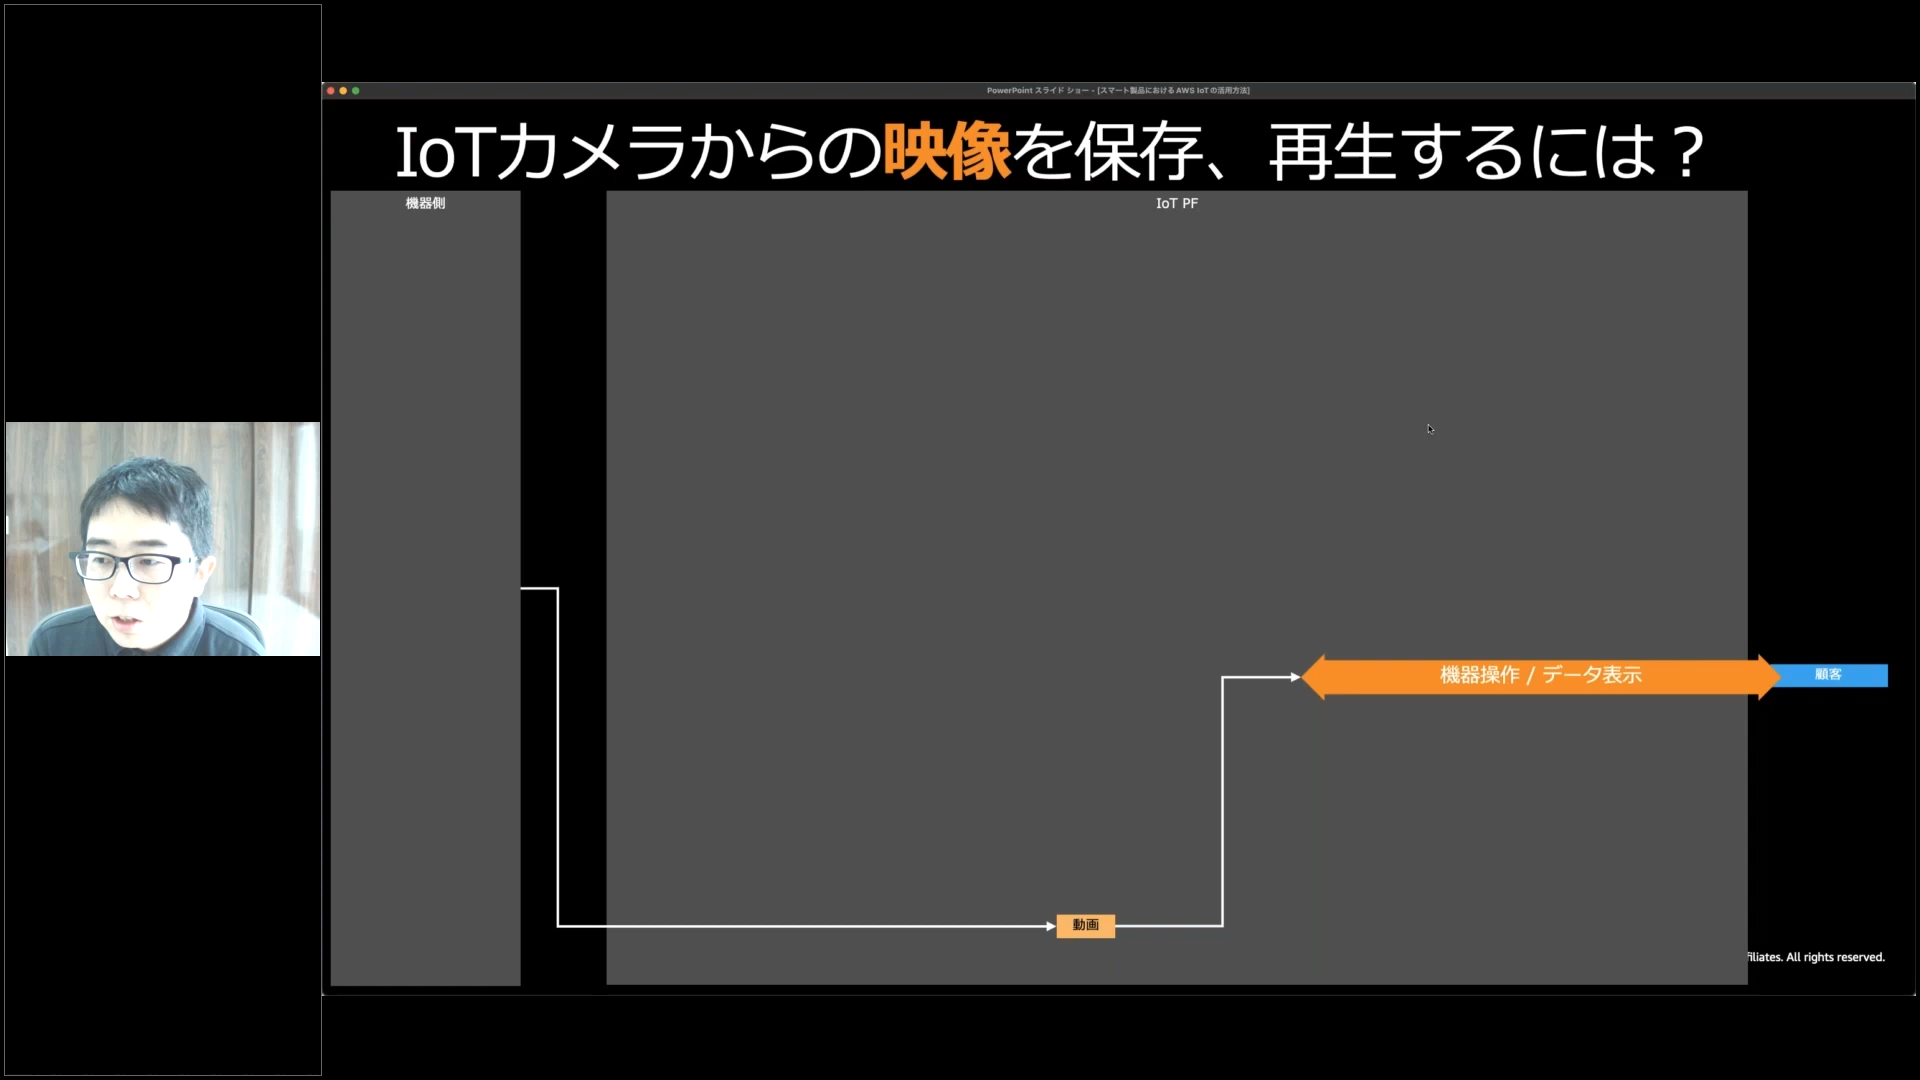 PowerPoint スライド ショー - [スマート製品における AWS IoT の活用方法]
IoTカメラからの映像を保存、再生するには？
機器側
IoT PF
機器操作 / データ表示
顧客
動画
filiates. All rights reserved.